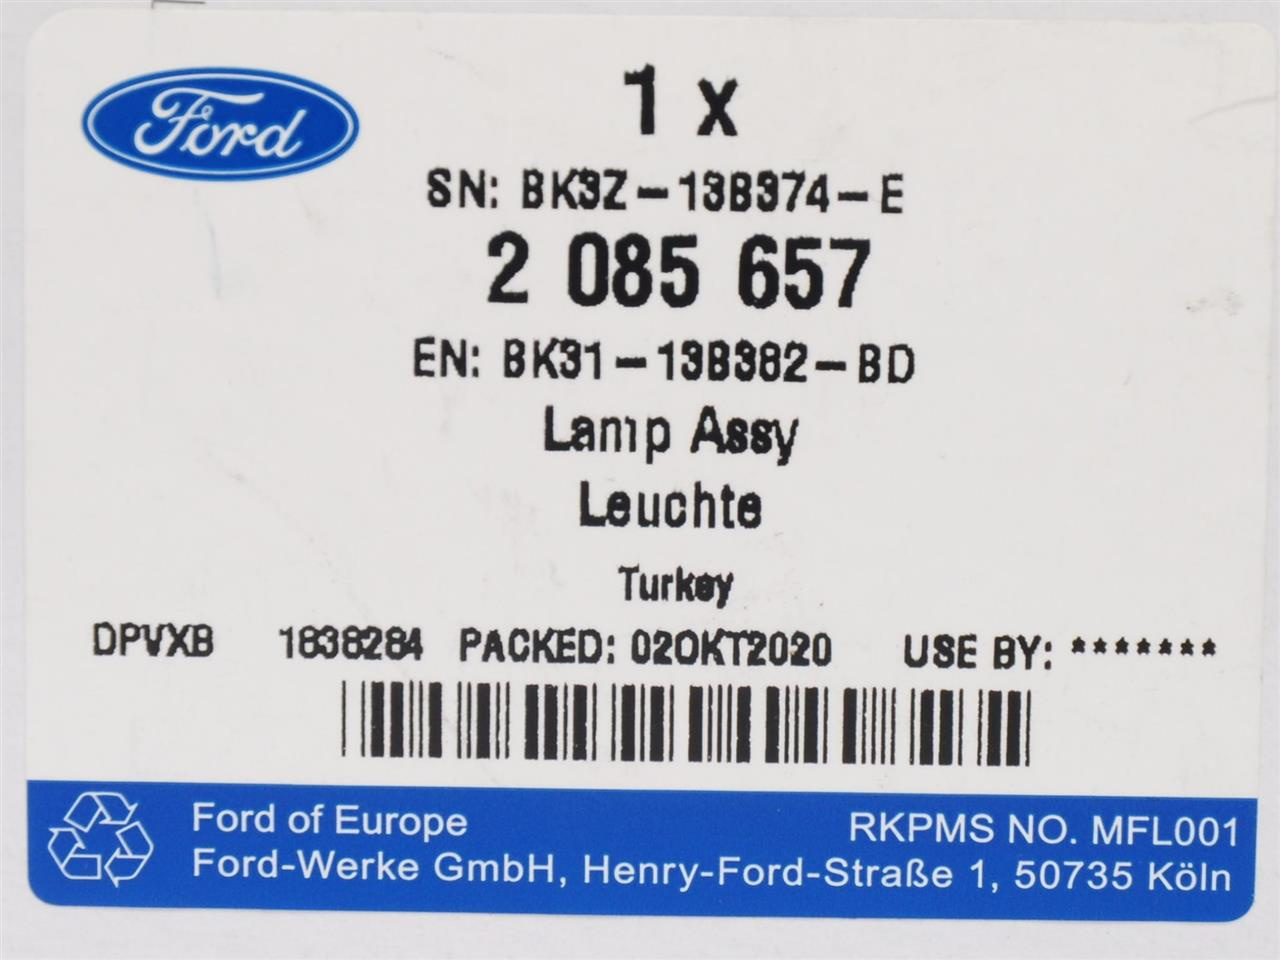 Ford
1 x
SN: BK3Z-13B374-E
2 085 657
EN: BK31-13B382-BD
Lamp Assy
Leuchte
Turkey
DPVXB 1838284 PACKED: 02OKT2020 USE BY: *******
Ford of Europe
RKPMS NO. MFL001
Ford-Werke GmbH, Henry-Ford-Straße 1, 50735 Köln